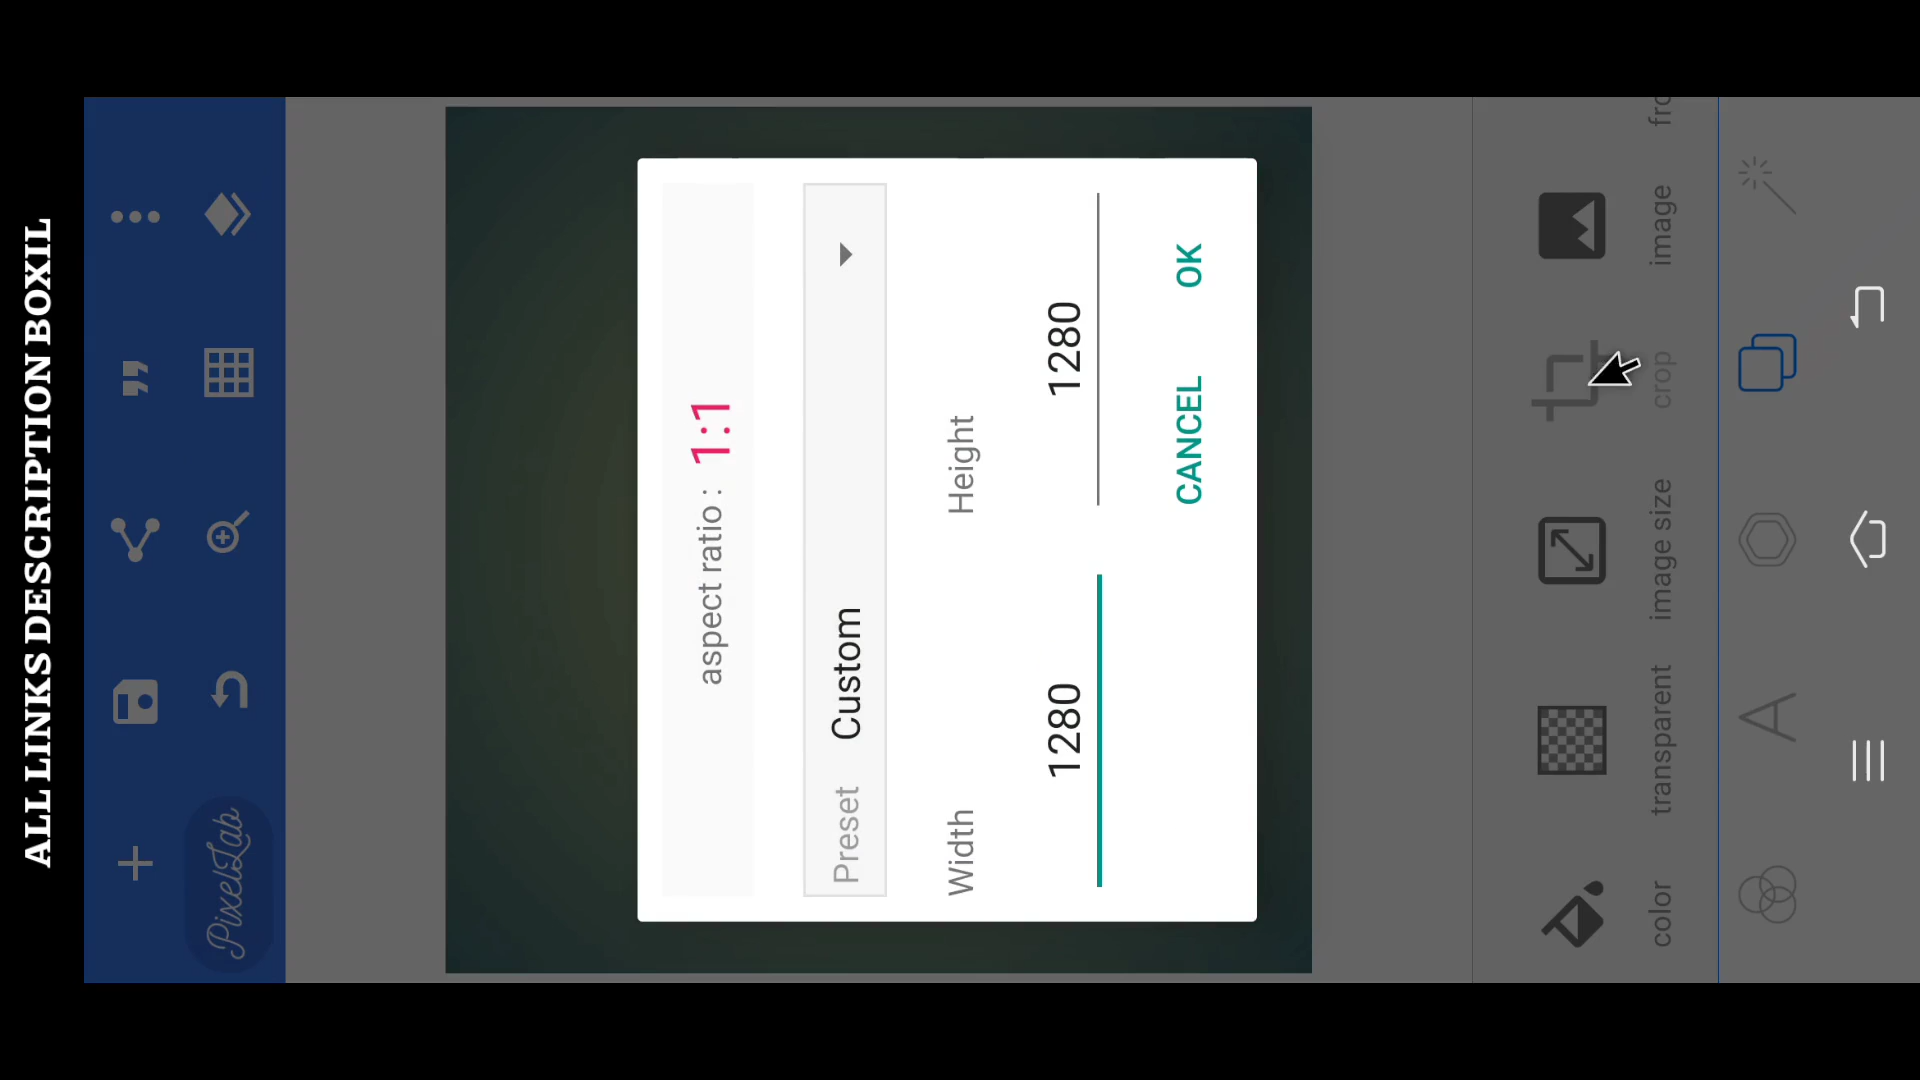 ALL LINKS DESCRIPTION BOXIL
PixelLab
aspect ratio : 1:1
Preset Custom
Width Height
1280 1280
CANCEL OK
color transparent image size crop image fro